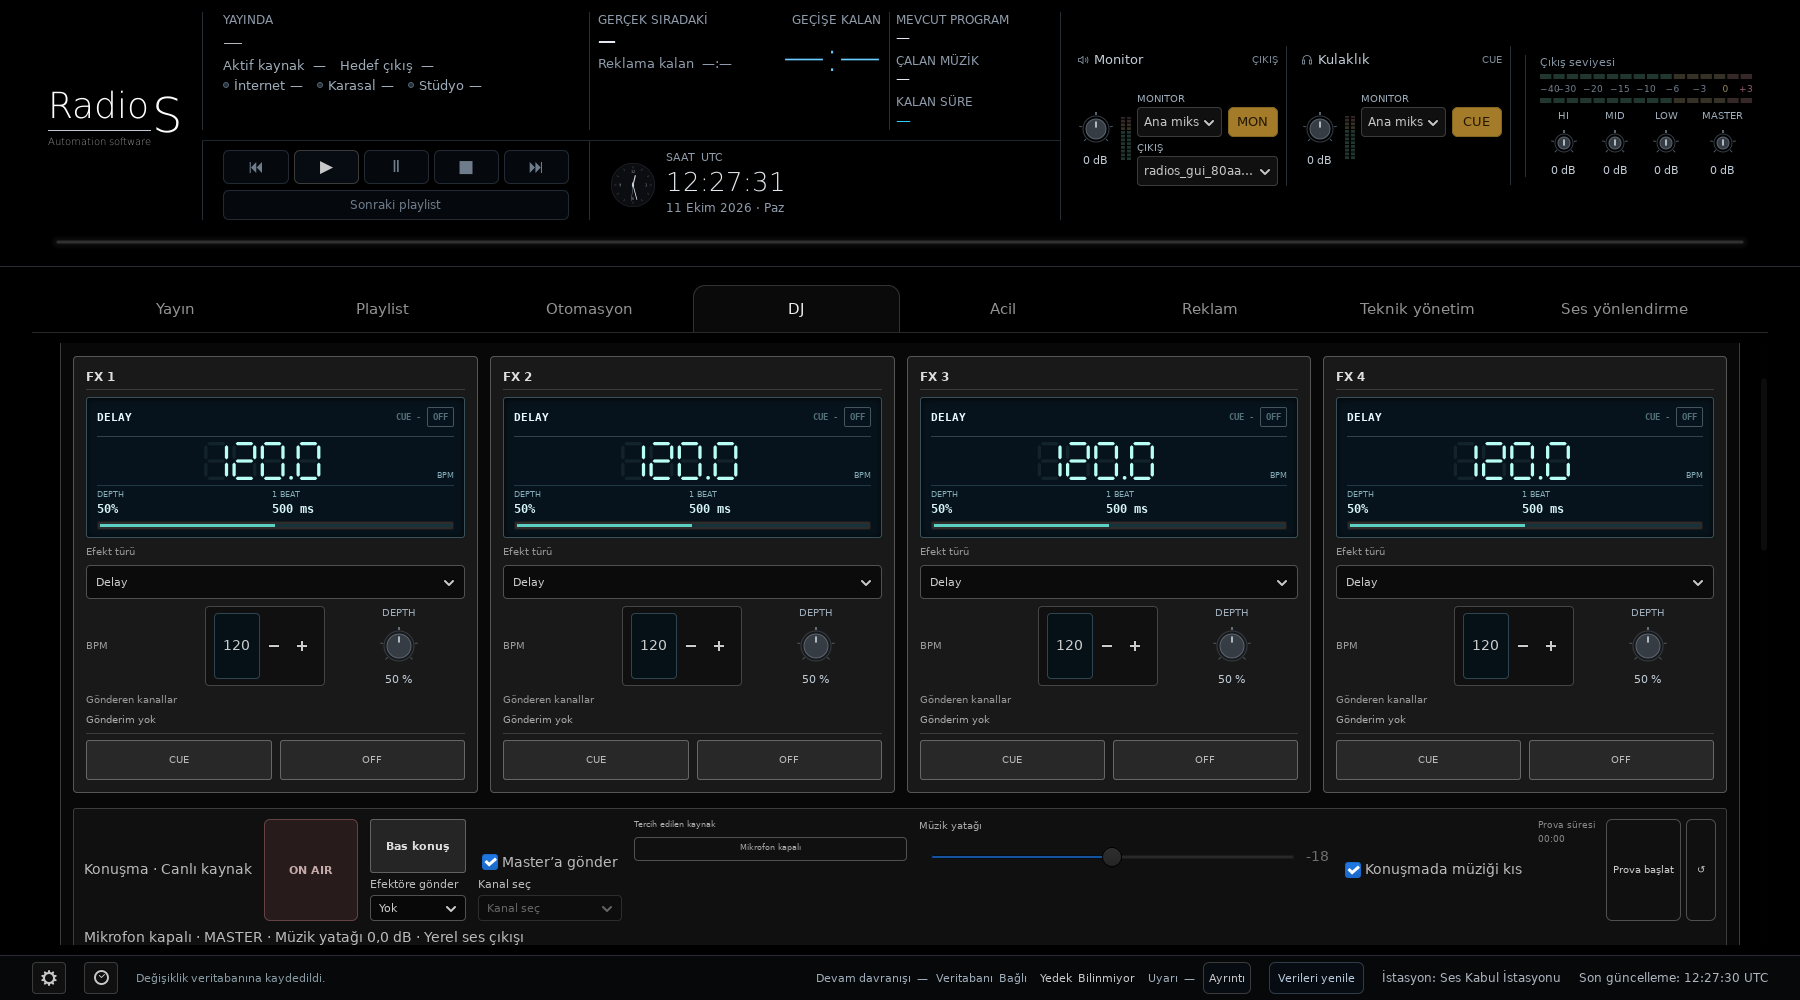 Radio S
Automation software
YAYINDA
—
Aktif kaynak — Hedef çıkış —
İnternet — Karasal — Stüdyo —
GERÇEK SIRADAKİ
—
Reklama kalan —:—
GEÇİŞE KALAN
—:—
MEVCUT PROGRAM
—
ÇALAN MÜZİK
—
KALAN SÜRE
—
Sonraki playlist
SAAT UTC
12:27:31
11 Ekim 2026 · Paz
Monitor ÇIKIŞ
MONITOR
Ana miks MON
0 dB
ÇIKIŞ
radios_gui_80aa...
Kulaklık CUE
MONITOR
Ana miks CUE
0 dB
Çıkış seviyesi
−40 −30 −20 −15 −10 −6 −3 0 +3
HI MID LOW MASTER
0 dB 0 dB 0 dB 0 dB
Yayın Playlist Otomasyon DJ Acil Reklam Teknik yönetim Ses yönlendirme
FX 1
DELAY CUE - OFF
120.0 BPM
DEPTH 1 BEAT
50% 500 ms
Efekt türü
Delay
DEPTH
BPM 120 − +
50 %
Gönderen kanallar
Gönderim yok
CUE OFF
FX 2
DELAY CUE - OFF
120.0 BPM
DEPTH 1 BEAT
50% 500 ms
Efekt türü
Delay
DEPTH
BPM 120 − +
50 %
Gönderen kanallar
Gönderim yok
CUE OFF
FX 3
DELAY CUE - OFF
120.0 BPM
DEPTH 1 BEAT
50% 500 ms
Efekt türü
Delay
DEPTH
BPM 120 − +
50 %
Gönderen kanallar
Gönderim yok
CUE OFF
FX 4
DELAY CUE - OFF
120.0 BPM
DEPTH 1 BEAT
50% 500 ms
Efekt türü
Delay
DEPTH
BPM 120 − +
50 %
Gönderen kanallar
Gönderim yok
CUE OFF
Konuşma · Canlı kaynak
ON AIR
Bas konuş
Efektöre gönder
Yok
Master’a gönder
Kanal seç
Kanal seç
Tercih edilen kaynak
Mikrofon kapalı
Müzik yatağı
-18
Konuşmada müziği kıs
Prova süresi
00:00
Prova başlat ↺
Mikrofon kapalı · MASTER · Müzik yatağı 0,0 dB · Yerel ses çıkışı
Değişiklik veritabanına kaydedildi.
Devam davranışı — Veritabanı Bağlı Yedek Bilinmiyor Uyarı — Ayrıntı Verileri yenile İstasyon: Ses Kabul İstasyonu Son güncelleme: 12:27:30 UTC